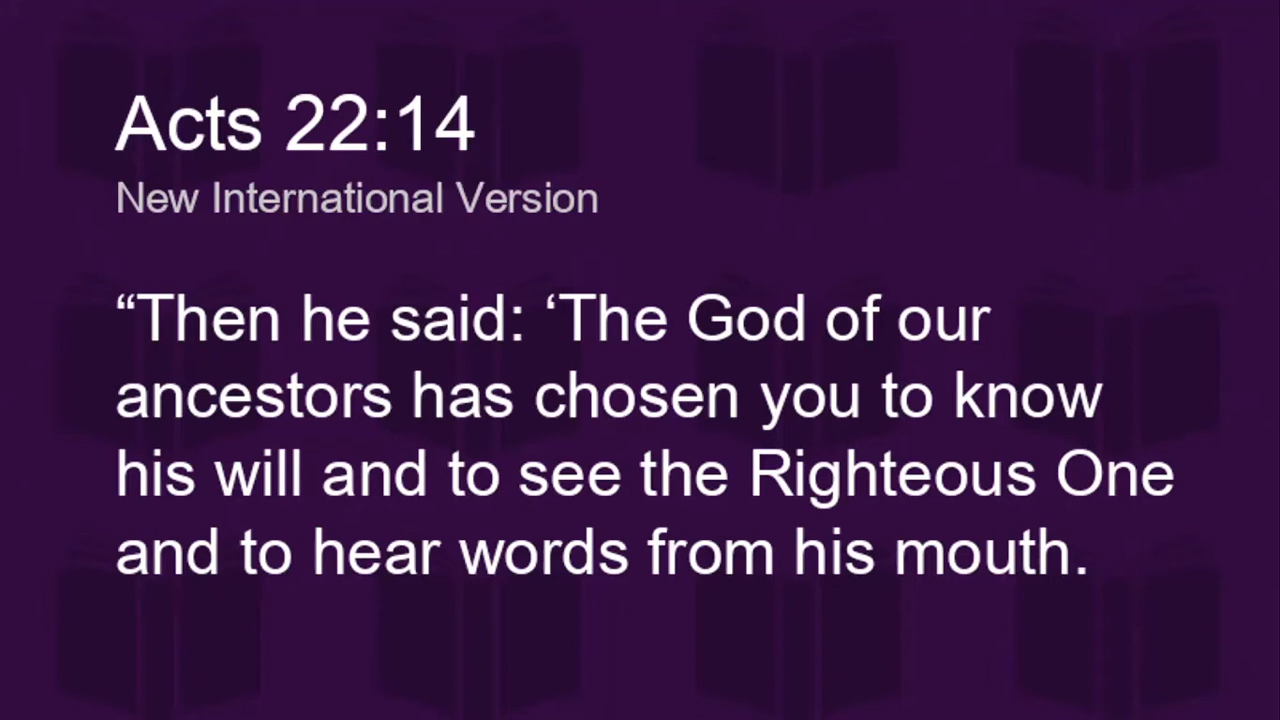 Acts 22:14
New International Version
“Then he said: ‘The God of our
ancestors has chosen you to know
his will and to see the Righteous One
and to hear words from his mouth.